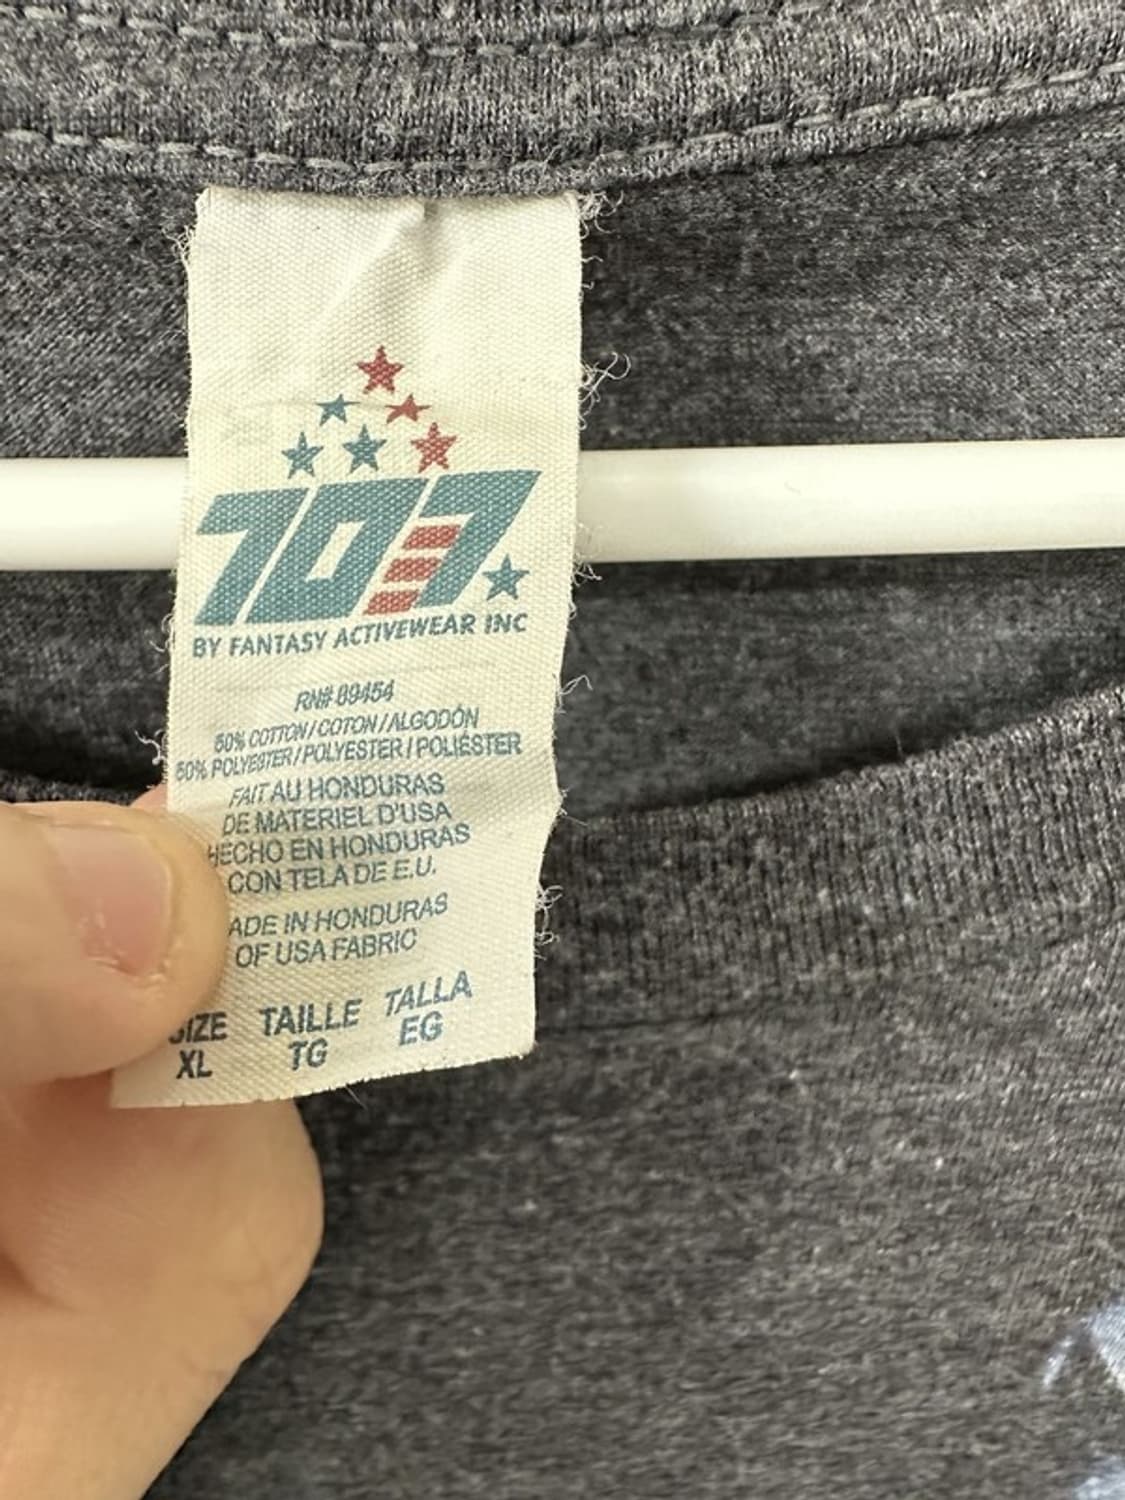 707
BY FANTASY ACTIVEWEAR INC
RN# 89454
50% COTTON / COTON / ALGODÓN
50% POLYESTER / POLYESTER / POLIÉSTER
FAIT AU HONDURAS
DE MATERIEL D'USA
HECHO EN HONDURAS
CON TELA DE E.U.
ADE IN HONDURAS
OF USA FABRIC
SIZE TAILLE TALLA
XL TG EG